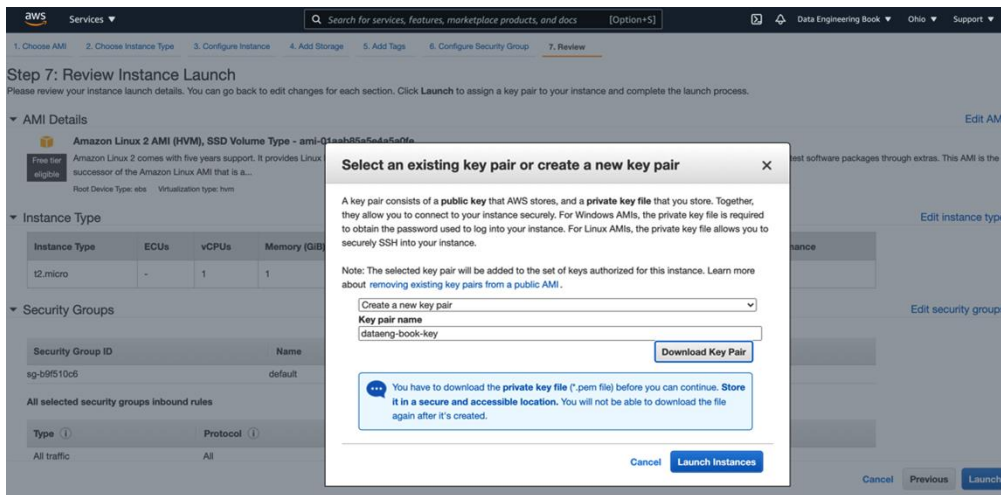 aws Services Search for services, features, marketplace products, and docs [Option+S] Data Engineering Book Ohio Support
1. Choose AMI 2. Choose Instance Type 3. Configure Instance 4. Add Storage 5. Add Tags 6. Configure Security Group 7. Review
Step 7: Review Instance Launch
Please review your instance launch details. You can go back to edit changes for each section. Click Launch to assign a key pair to your instance and complete the launch process.
AMI Details Edit AM
Amazon Linux 2 AMI (HVM), SSD Volume Type - ami-
Free tier eligible
Amazon Linux 2 comes with five years support. It provides Linux
test software packages through extras. This AMI is the
successor of the Amazon Linux AMI that is a...
Root Device Type: ebs Virtualization type: hvm
Instance Type Edit instance type
Instance Type ECUs vCPUs Memory (GiB)
t2.micro - 1 1
Security Groups Edit security group
Security Group ID Name
sg-b9f510c6 default
All selected security groups inbound rules
Type Protocol
All traffic All
Select an existing key pair or create a new key pair ×
A key pair consists of a public key that AWS stores, and a private key file that you store. Together,
they allow you to connect to your instance securely. For Windows AMIs, the private key file is required
to obtain the password used to log into your instance. For Linux AMIs, the private key file allows you to
securely SSH into your instance.
Note: The selected key pair will be added to the set of keys authorized for this instance. Learn more
about removing existing key pairs from a public AMI.
Create a new key pair
Key pair name
dataeng-book-key
Download Key Pair
You have to download the private key file (*.pem file) before you can continue. Store
it in a secure and accessible location. You will not be able to download the file
again after it's created.
Cancel Launch Instances
Cancel Previous Launch